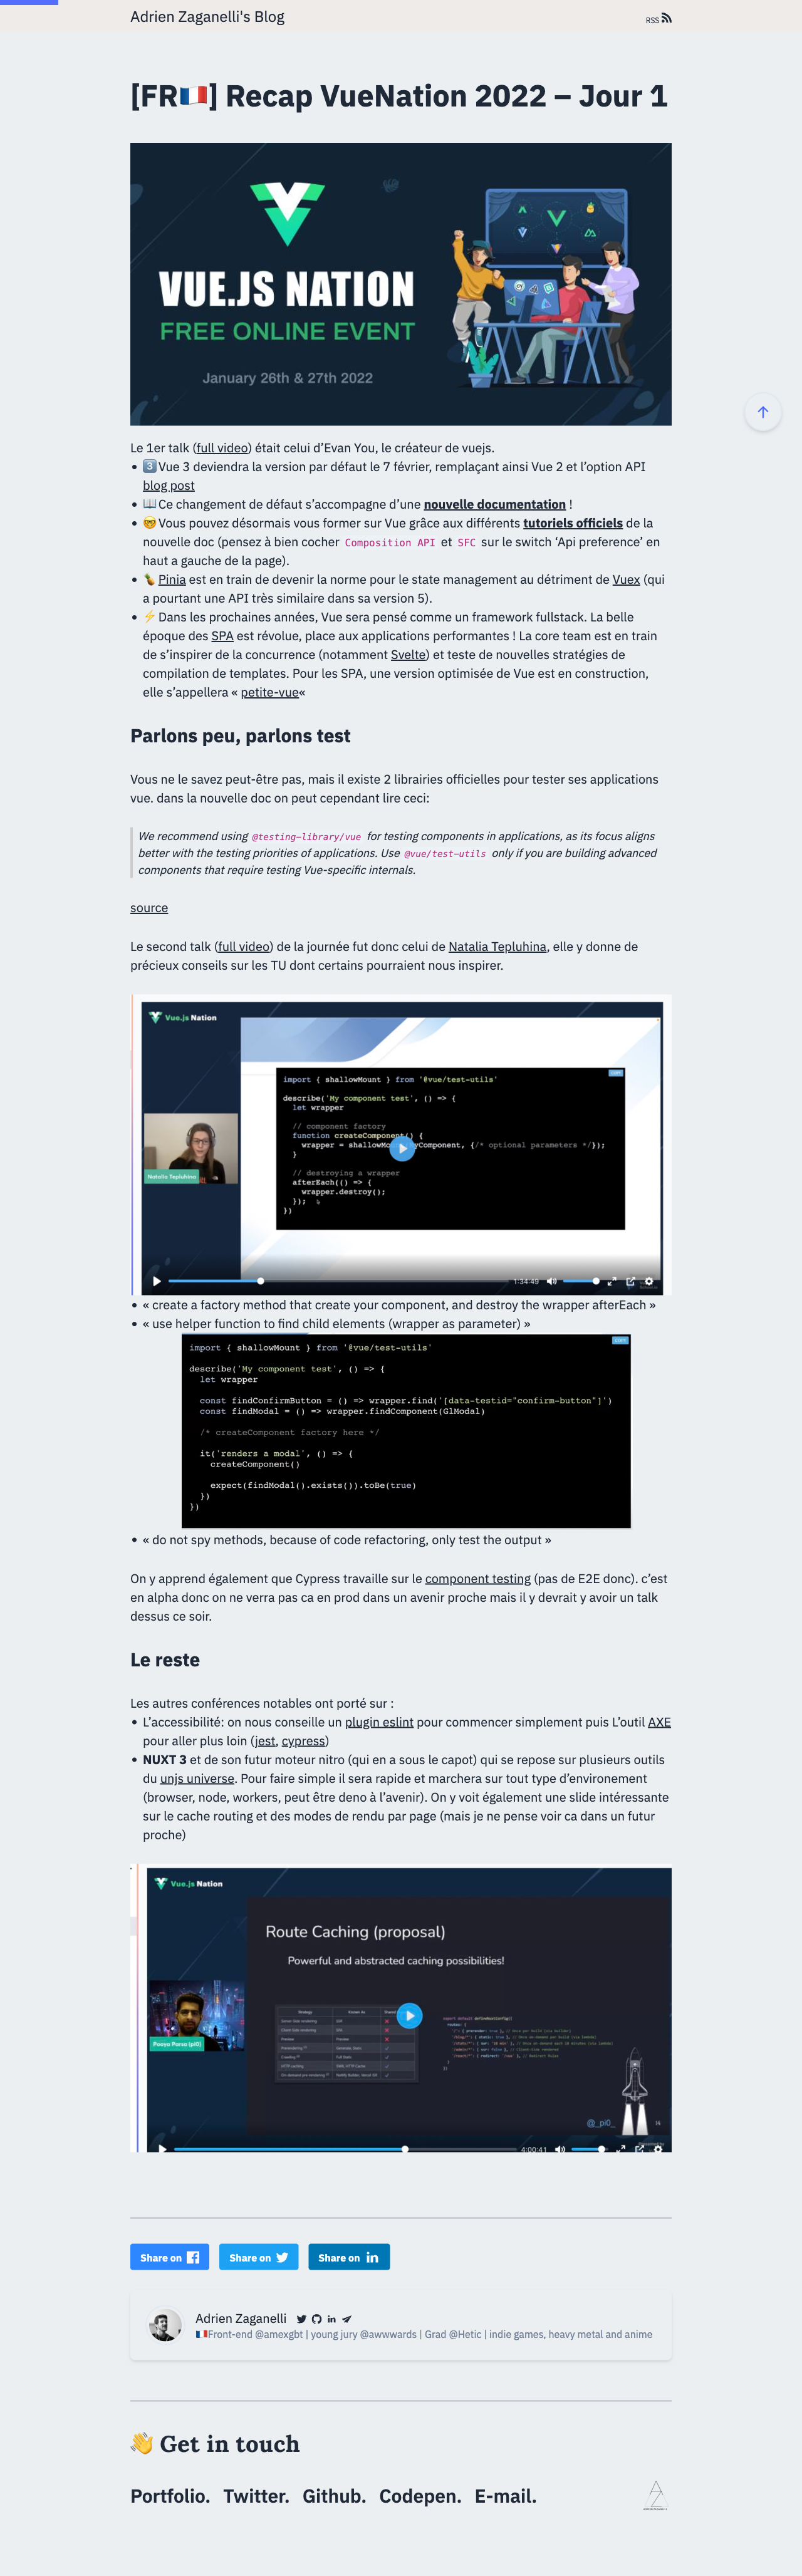 Adrien Zaganelli's Blog
RSS
[FR🇫🇷] Recap VueNation 2022 – Jour 1
VUE.JS NATION
FREE ONLINE EVENT
January 26th & 27th 2022
Le 1er talk (full video) était celui d’Evan You, le créateur de vuejs.
• 3️⃣Vue 3 deviendra la version par défaut le 7 février, remplaçant ainsi Vue 2 et l’option API
blog post
• 📖Ce changement de défaut s’accompagne d’une nouvelle documentation !
• 🤓Vous pouvez désormais vous former sur Vue grâce aux différents tutoriels officiels de la
nouvelle doc (pensez à bien cocher Composition API et SFC sur le switch ‘Api preference’ en
haut a gauche de la page).
• 🍍Pinia est en train de devenir la norme pour le state management au détriment de Vuex (qui
a pourtant une API très similaire dans sa version 5).
• ⚡Dans les prochaines années, Vue sera pensé comme un framework fullstack. La belle
époque des SPA est révolue, place aux applications performantes ! La core team est en train
de s’inspirer de la concurrence (notamment Svelte) et teste de nouvelles stratégies de
compilation de templates. Pour les SPA, une version optimisée de Vue est en construction,
elle s’appellera « petite-vue«
Parlons peu, parlons test
Vous ne le savez peut-être pas, mais il existe 2 librairies officielles pour tester ses applications
vue. dans la nouvelle doc on peut cependant lire ceci:
We recommend using @testing-library/vue for testing components in applications, as its focus aligns
better with the testing priorities of applications. Use @vue/test-utils only if you are building advanced
components that require testing Vue-specific internals.
source
Le second talk (full video) de la journée fut donc celui de Natalia Tepluhina, elle y donne de
précieux conseils sur les TU dont certains pourraient nous inspirer.
Vue.js Nation
COPY
import { shallowMount } from '@vue/test-utils'
describe('My component test', () => {
let wrapper
// component factory
function createComponent() {
wrapper = shallowMo yComponent, {/* optional parameters */});
}
// destroying a wrapper
afterEach(() => {
wrapper.destroy();
});
})
Natalia Tepluhina
1:34:49
• « create a factory method that create your component, and destroy the wrapper afterEach »
• « use helper function to find child elements (wrapper as parameter) »
COPY
import { shallowMount } from '@vue/test-utils'
describe('My component test', () => {
let wrapper
const findConfirmButton = () => wrapper.find('[data-testid="confirm-button"]')
const findModal = () => wrapper.findComponent(GlModal)
/* createComponent factory here */
it('renders a modal', () => {
createComponent()
expect(findModal().exists()).toBe(true)
})
})
• « do not spy methods, because of code refactoring, only test the output »
On y apprend également que Cypress travaille sur le component testing (pas de E2E donc). c’est
en alpha donc on ne verra pas ca en prod dans un avenir proche mais il y devrait y avoir un talk
dessus ce soir.
Le reste
Les autres conférences notables ont porté sur :
• L’accessibilité: on nous conseille un plugin eslint pour commencer simplement puis L’outil AXE
pour aller plus loin (jest, cypress)
• NUXT 3 et de son futur moteur nitro (qui en a sous le capot) qui se repose sur plusieurs outils
du unjs universe. Pour faire simple il sera rapide et marchera sur tout type d’environement
(browser, node, workers, peut être deno à l’avenir). On y voit également une slide intéressante
sur le cache routing et des modes de rendu par page (mais je ne pense voir ca dans un futur
proche)
Vue.js Nation
Route Caching (proposal)
Powerful and abstracted caching possibilities!
Pooya Parsa (pi0)
@_pi0_
4:00:41
Share on
Share on
Share on
Adrien Zaganelli
🇫🇷Front-end @amexgbt | young jury @awwwards | Grad @Hetic | indie games, heavy metal and anime
👋 Get in touch
Portfolio. Twitter. Github. Codepen. E-mail.